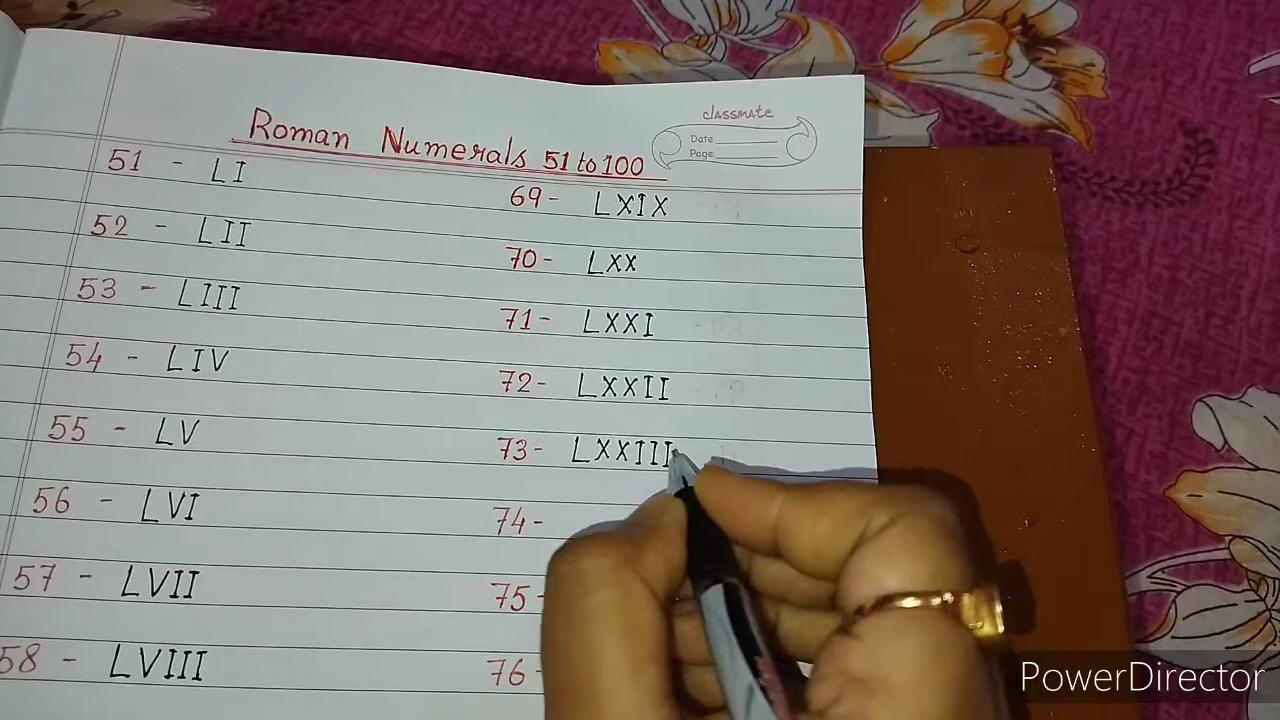 classmate
Date
Page
Roman Numerals 51 to 100
51 - LI
52 - LII
53 - LIII
54 - LIV
55 - LV
56 - LVI
57 - LVII
58 - LVIII
69 - LXIX
70 - LXX
71 - LXXI
72 - LXXII
73 - LXXIII
74 -
75 -
76 -
PowerDirector